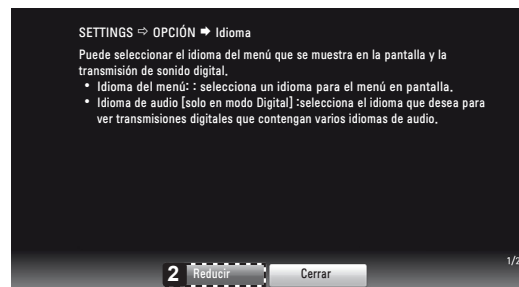 SETTINGS ⇨ OPCIÓN ➡ Idioma
Puede seleccionar el idioma del menú que se muestra en la pantalla y la
transmisión de sonido digital.
• Idioma del menú: : selecciona un idioma para el menú en pantalla.
• Idioma de audio [solo en modo Digital] :selecciona el idioma que desea para
ver transmisiones digitales que contengan varios idiomas de audio.
1/2
2 Reducir Cerrar